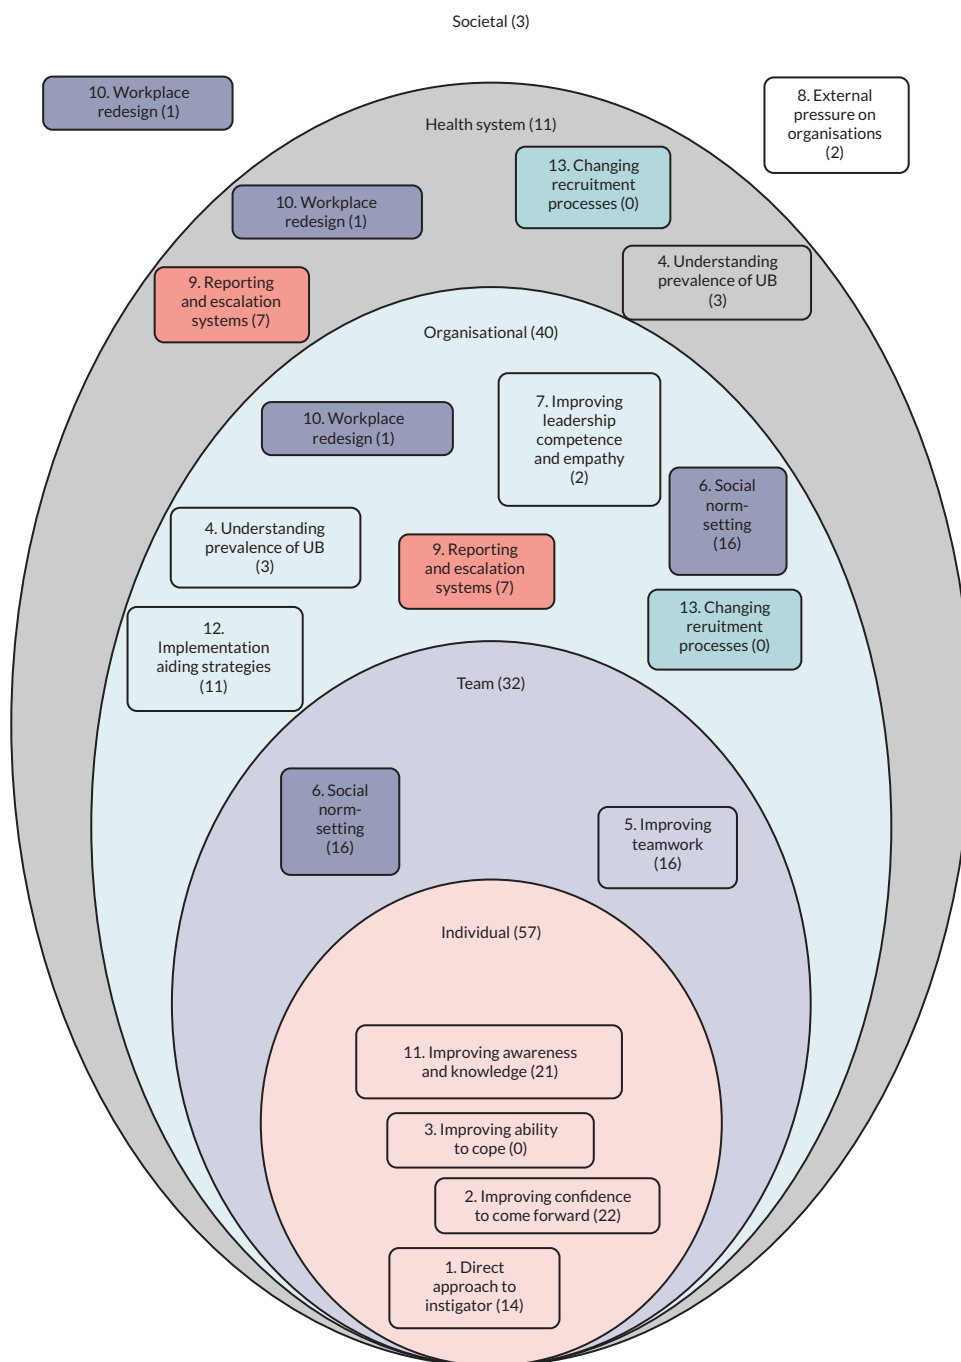 Societal (3)
10. Workplace
redesign (1)
8. External
pressure on
organisations
(2)
Health system (11)
13. Changing
recruitment
processes (0)
10. Workplace
redesign (1)
4. Understanding
prevalence of UB
(3)
9. Reporting
and escalation
systems (7)
Organisational (40)
7. Improving
leadership
competence
and empathy
(2)
10. Workplace
redesign (1)
6. Social
norm-
setting
(16)
4. Understanding
prevalence of UB
(3)
9. Reporting
and escalation
systems (7)
13. Changing
reruitment
processes (0)
12.
Implementation
aiding strategies
(11)
Team (32)
6. Social
norm-
setting
(16)
5. Improving
teamwork
(16)
Individual (57)
11. Improving awareness
and knowledge (21)
3. Improving ability
to cope (0)
2. Improving confidence
to come forward (22)
1. Direct
approach to
instigator (14)